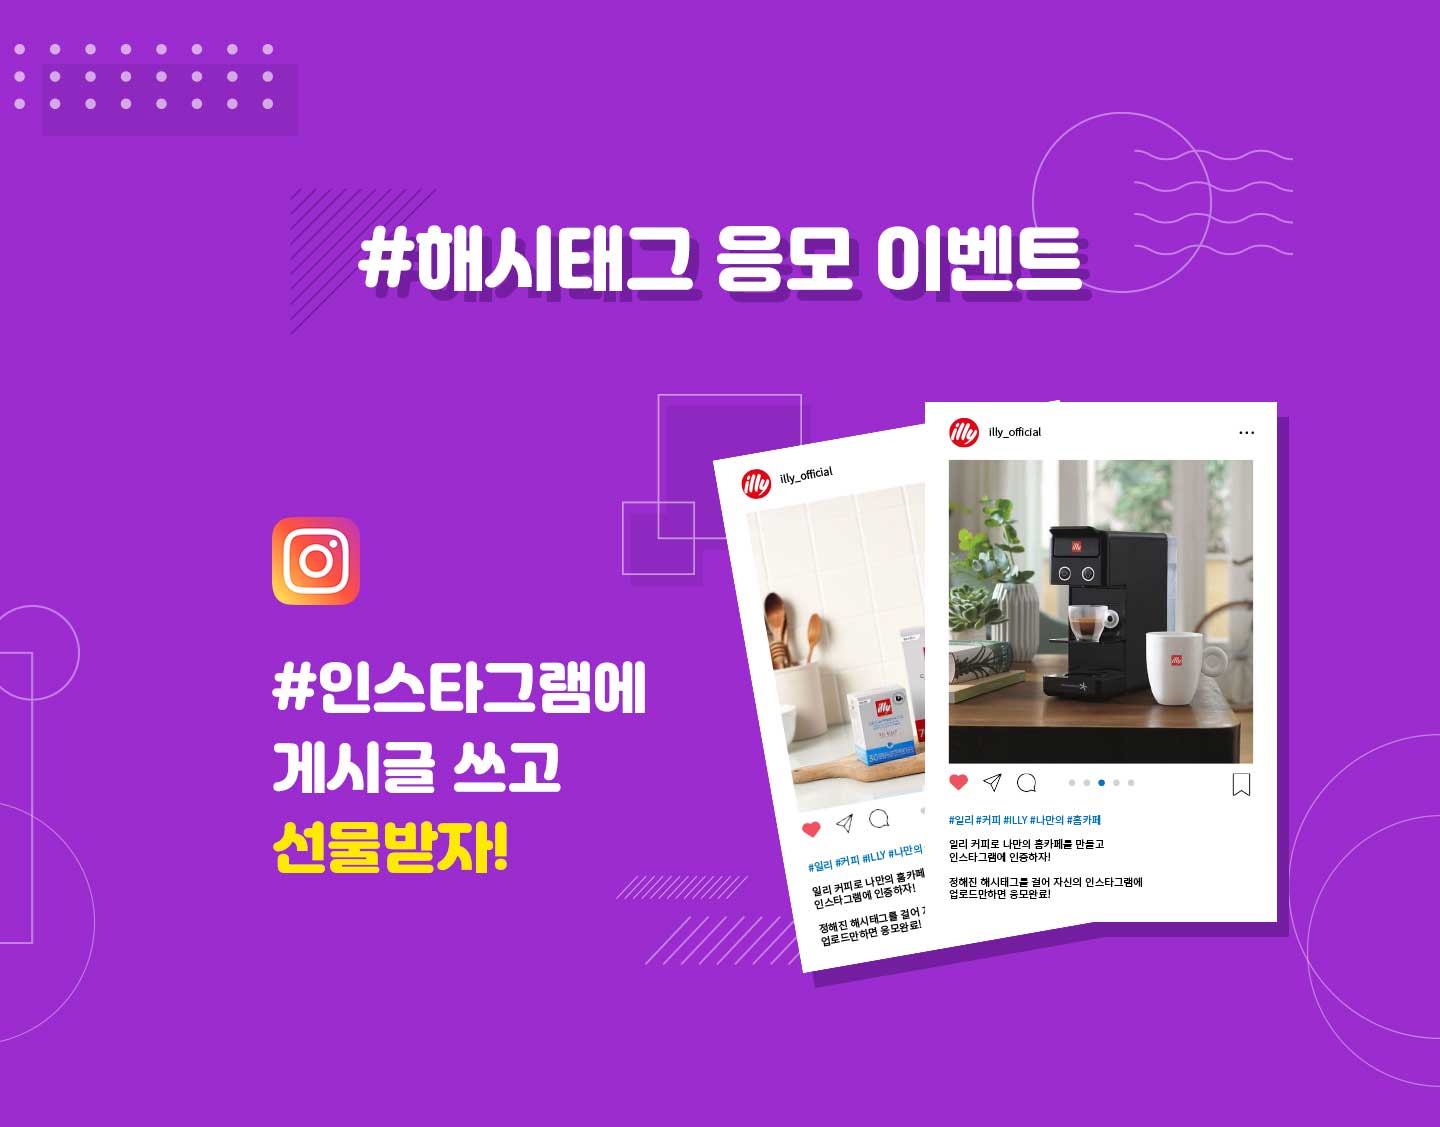 #해시태그 응모 이벤트
#인스타그램에
게시글 쓰고
선물받자!
illy
illy_official
illy
#일리 #커피 #ILLY #나만의
일리 커피로 나만의 홈카페
인스타그램에 인증하자!
정해진 해시태그를 걸어
업로드만하면 응모완료!
illy
illy_official
illy
illy
#일리 #커피 #ILLY #나만의 #홈카페
일리 커피로 나만의 홈카페를 만들고
인스타그램에 인증하자!
정해진 해시태그를 걸어 자신의 인스타그램에
업로드만하면 응모완료!